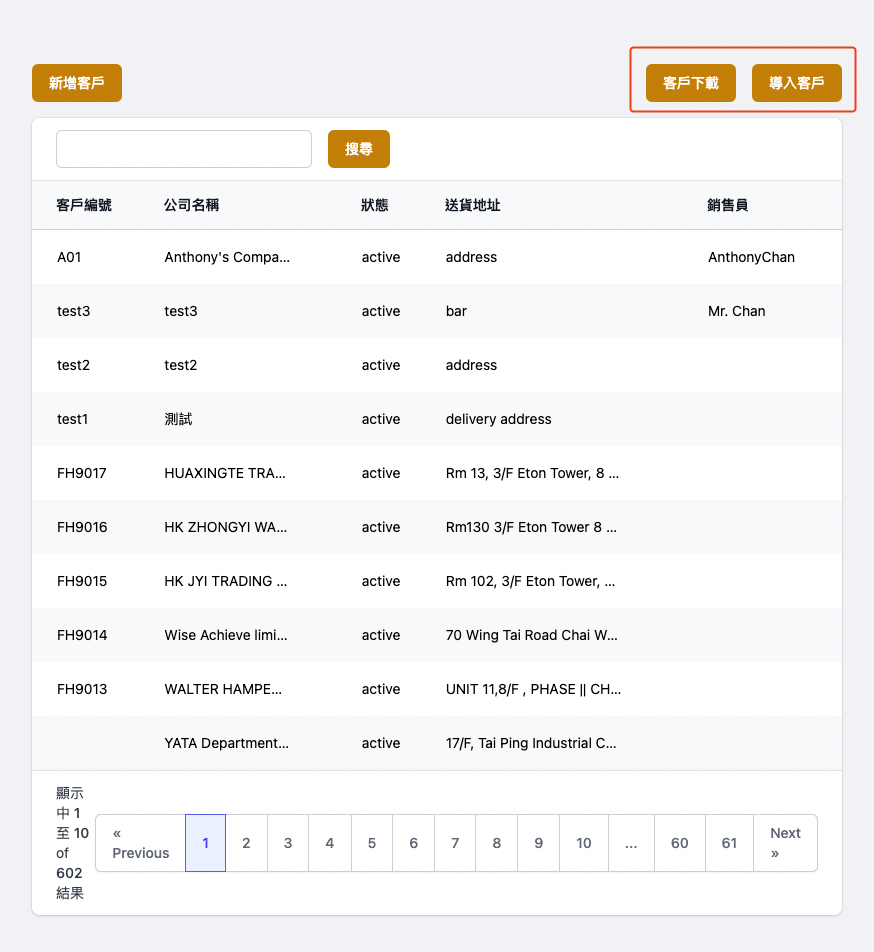 新增客戶 客戶下載 導入客戶
搜尋
客戶編號 公司名稱 狀態 送貨地址 銷售員
A01 Anthony's Compa... active address AnthonyChan
test3 test3 active bar Mr. Chan
test2 test2 active address
test1 測試 active delivery address
FH9017 HUAXINGTE TRA... active Rm 13, 3/F Eton Tower, 8 ...
FH9016 HK ZHONGYI WA... active Rm130 3/F Eton Tower 8 ...
FH9015 HK JYI TRADING ... active Rm 102, 3/F Eton Tower, ...
FH9014 Wise Achieve limi... active 70 Wing Tai Road Chai W...
FH9013 WALTER HAMPE... active UNIT 11,8/F , PHASE || CH...
YATA Department... active 17/F, Tai Ping Industrial C...
顯示
中 1
至 10
of
602
結果
«
Previous
1 2 3 4 5 6 7 8 9 10 ... 60 61
Next
»